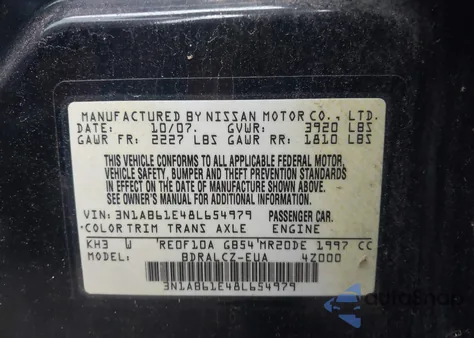 MANUFACTURED BY NISSAN MOTOR CO., LTD.
DATE: 10/07. GVWR: 3920 LBS
GAWR FR: 2227 LBS GAWR RR: 1810 LBS
THIS VEHICLE CONFORMS TO ALL APPLICABLE FEDERAL MOTOR,
VEHICLE SAFETY, BUMPER AND THEFT PREVENTION STANDARDS
IN EFFECT ON THE DATE OF MANUFACTURE SHOWN ABOVE.
SEE OWNER'S MANUAL FOR ADDITIONAL INFORMATION.
VIN: 3N1AB61E48L654979 PASSENGER CAR.
COLOR TRIM TRANS AXLE ENGINE
KH3 W RE0F10A GB54 MR20DE 1997 CC
MODEL: BDRALCZ-EUA 4Z000
3N1AB61E48L654979
autosnap